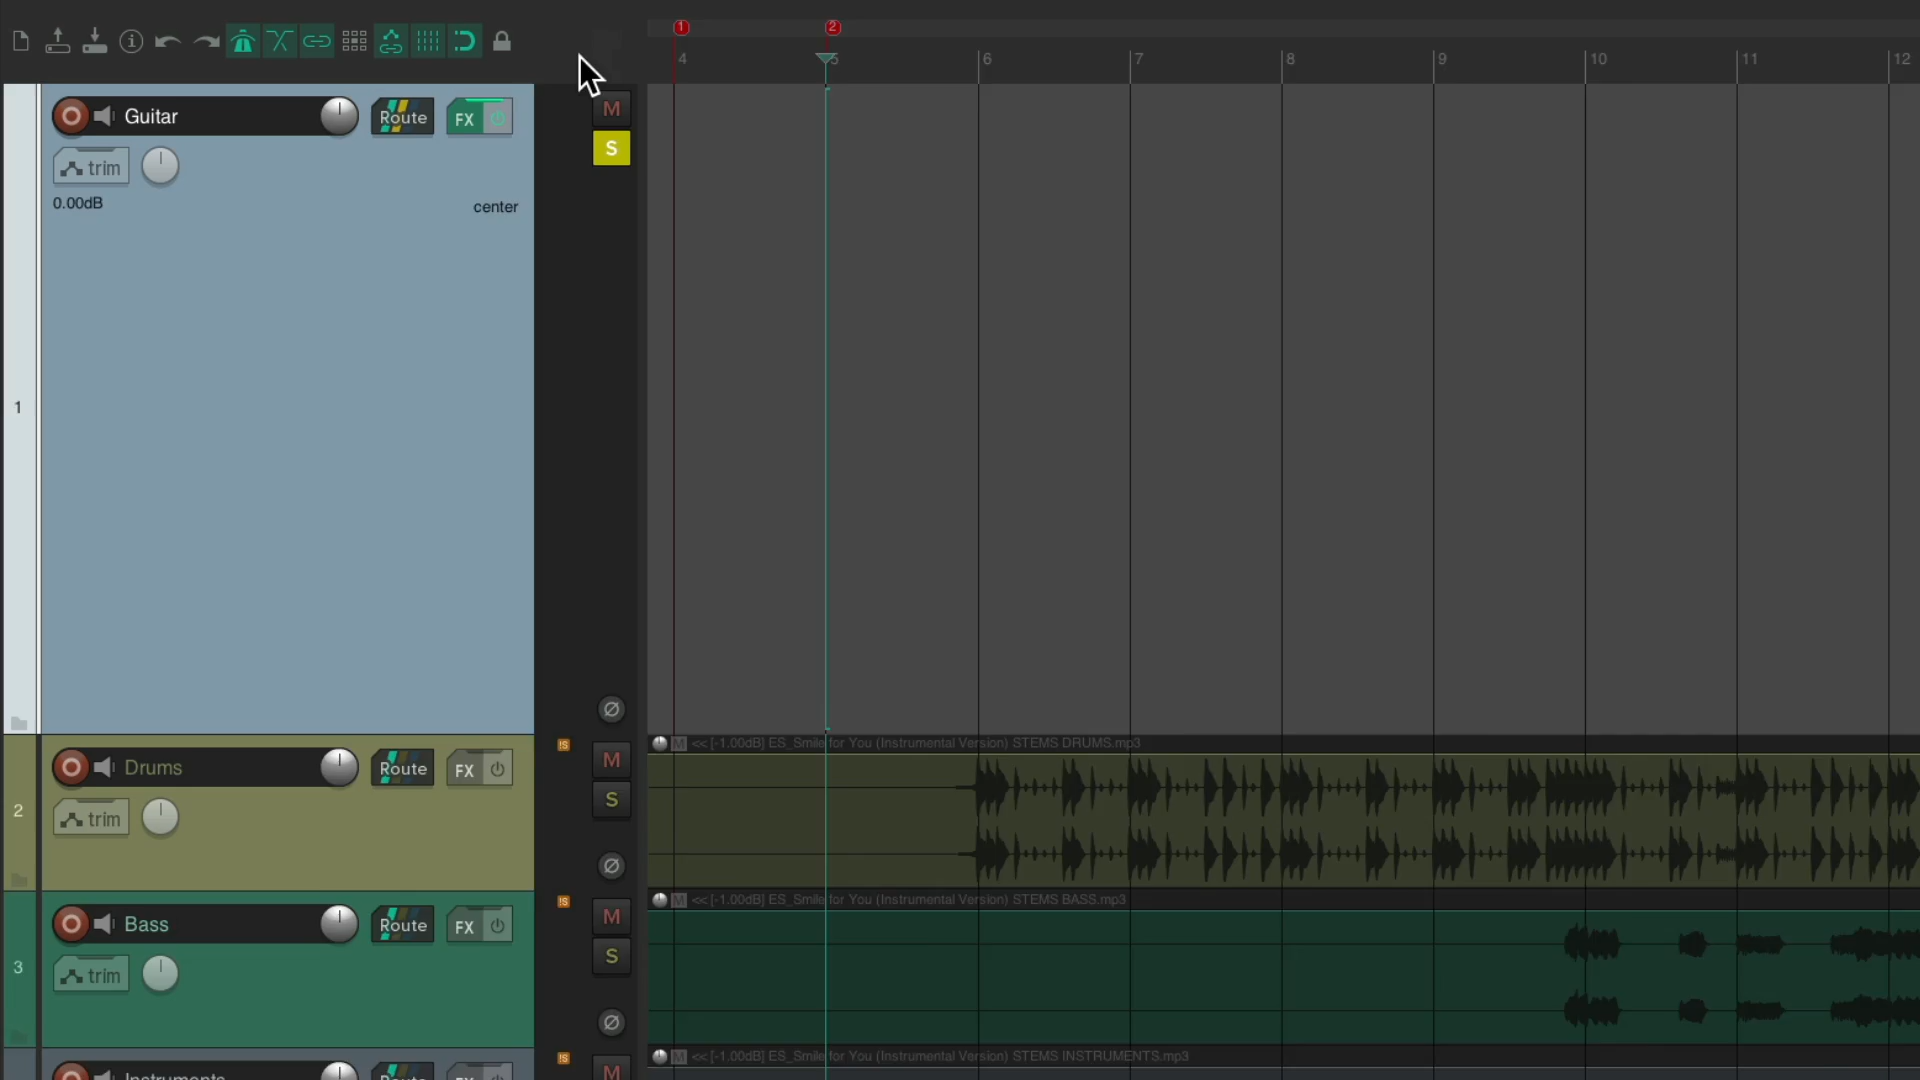 1
2
4
5
6
7
8
9
10
11
12
Guitar
Route
FX
M
trim
S
0.00dB
center
1
!S
<< [-1.00dB] ES_Smile for You (Instrumental Version) STEMS DRUMS.mp3
M
Drums
Route
FX
M
trim
S
2
!S
<< [-1.00dB] ES_Smile for You (Instrumental Version) STEMS BASS.mp3
M
Bass
Route
FX
M
trim
S
3
!S
<< [-1.00dB] ES_Smile for You (Instrumental Version) STEMS INSTRUMENTS.mp3
M
Instruments
Route
FX
M